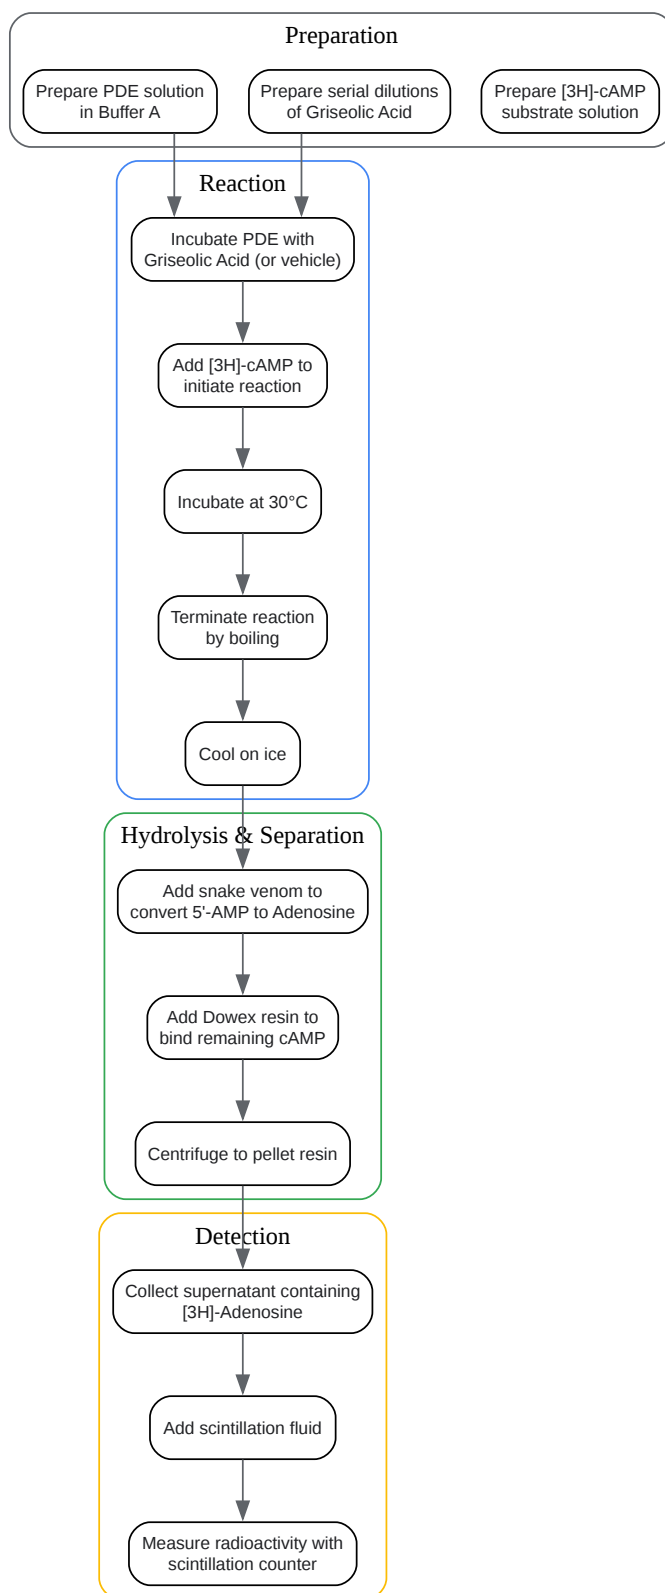 Preparation
Prepare PDE solution
in Buffer A
Prepare serial dilutions
of Griseolic Acid
Prepare [3H]-cAMP
substrate solution
Reaction
Incubate PDE with
Griseolic Acid (or vehicle)
Add [3H]-cAMP to
initiate reaction
Incubate at 30°C
Terminate reaction
by boiling
Cool on ice
Hydrolysis & Separation
Add snake venom to
convert 5'-AMP to Adenosine
Add Dowex resin to
bind remaining cAMP
Centrifuge to pellet resin
Detection
Collect supernatant containing
[3H]-Adenosine
Add scintillation fluid
Measure radioactivity with
scintillation counter